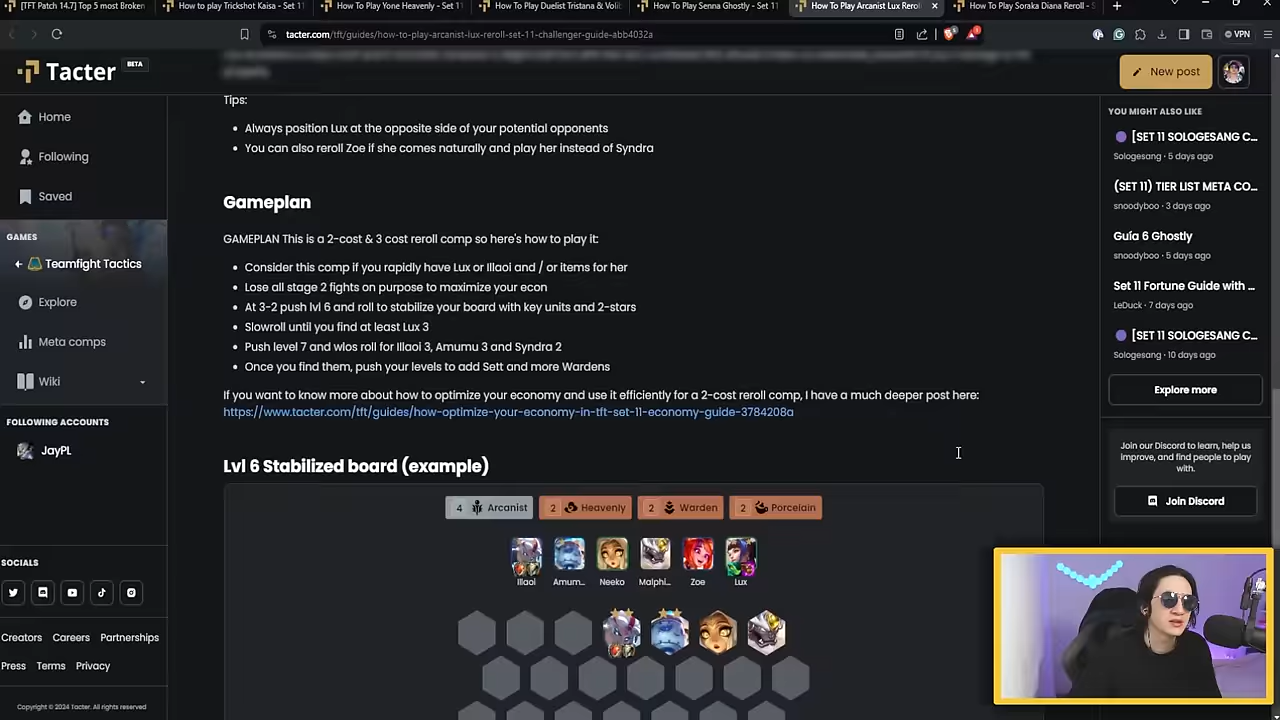 [TFT Patch 14.7] Top 5 most Broken
How to play Trickshot Kaisa - Set 11
How To Play Yone Heavenly - Set 11
How To Play Duelist Tristana & Volib
How To Play Senna Ghostly - Set 11
How To Play Arcanist Lux Reroll
How To Play Soraka Diana Reroll - S
tacter.com/tft/guides/how-to-play-arcanist-lux-reroll-set-11-challenger-guide-abb4032a
VPN
Tacter
BETA
New post
Home
Following
Saved
GAMES
Teamfight Tactics
Explore
Meta comps
Wiki
FOLLOWING ACCOUNTS
JayPL
SOCIALS
Creators Careers Partnerships
Press Terms Privacy
Copyright © 2024 Tacter. All rights reserved
Tips:
Always position Lux at the opposite side of your potential opponents
You can also reroll Zoe if she comes naturally and play her instead of Syndra
Gameplan
GAMEPLAN This is a 2-cost & 3 cost reroll comp so here's how to play it:
Consider this comp if you rapidly have Lux or Illaoi and / or items for her
Lose all stage 2 fights on purpose to maximize your econ
At 3-2 push lvl 6 and roll to stabilize your board with key units and 2-stars
Slowroll until you find at least Lux 3
Push level 7 and wlos roll for Illaoi 3, Amumu 3 and Syndra 2
Once you find them, push your levels to add Sett and more Wardens
If you want to know more about how to optimize your economy and use it efficiently for a 2-cost reroll comp, I have a much deeper post here:
https://www.tacter.com/tft/guides/how-optimize-your-economy-in-tft-set-11-economy-guide-3784208a
Lvl 6 Stabilized board (example)
4 Arcanist
2 Heavenly
2 Warden
2 Porcelain
Illaoi
Amum...
Neeko
Malphi...
Zoe
Lux
YOU MIGHT ALSO LIKE
[SET 11 SOLOGESANG C...
Sologesang • 5 days ago
(SET 11) TIER LIST META CO...
snoodyboo • 3 days ago
Guía 6 Ghostly
snoodyboo • 5 days ago
Set 11 Fortune Guide with ...
LeDuck • 7 days ago
[SET 11 SOLOGESANG C...
Sologesang • 10 days ago
Explore more
Join our Discord to learn, help us
improve, and find people to play
with.
Join Discord